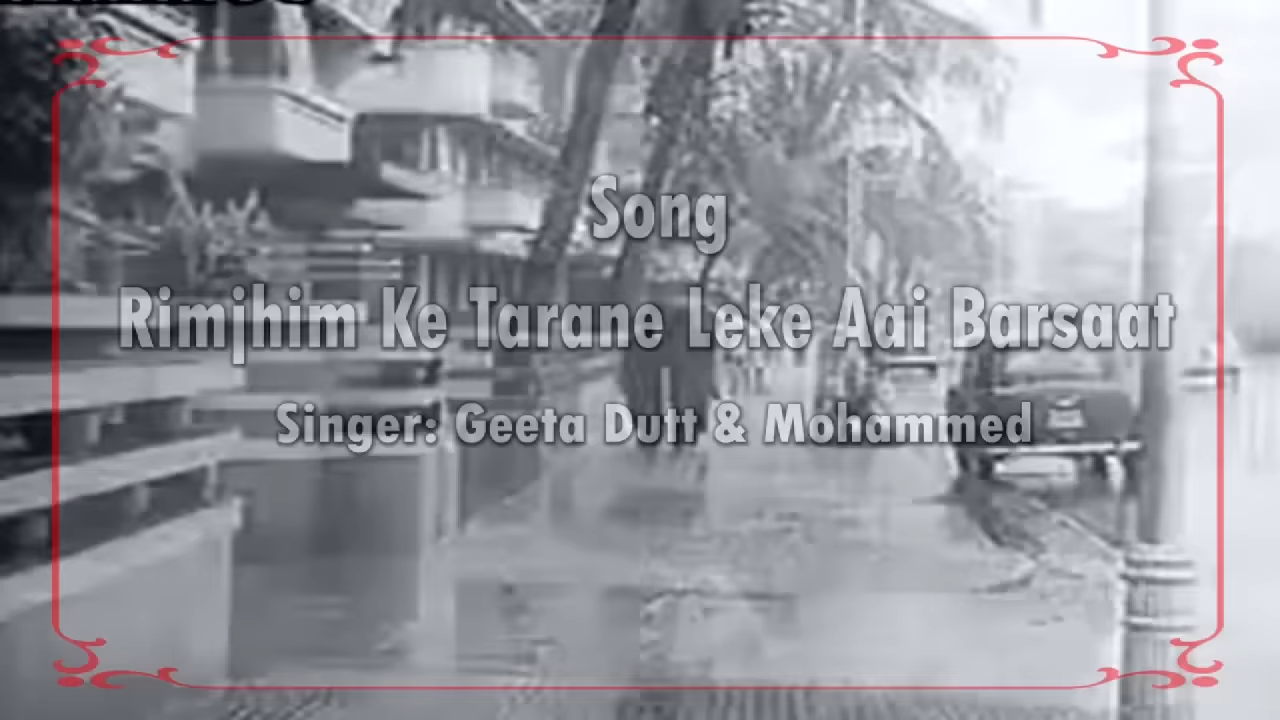 Song
Rimjhim Ke Tarane Leke Aai Barsaat
Singer: Geeta Dutt & Mohammed